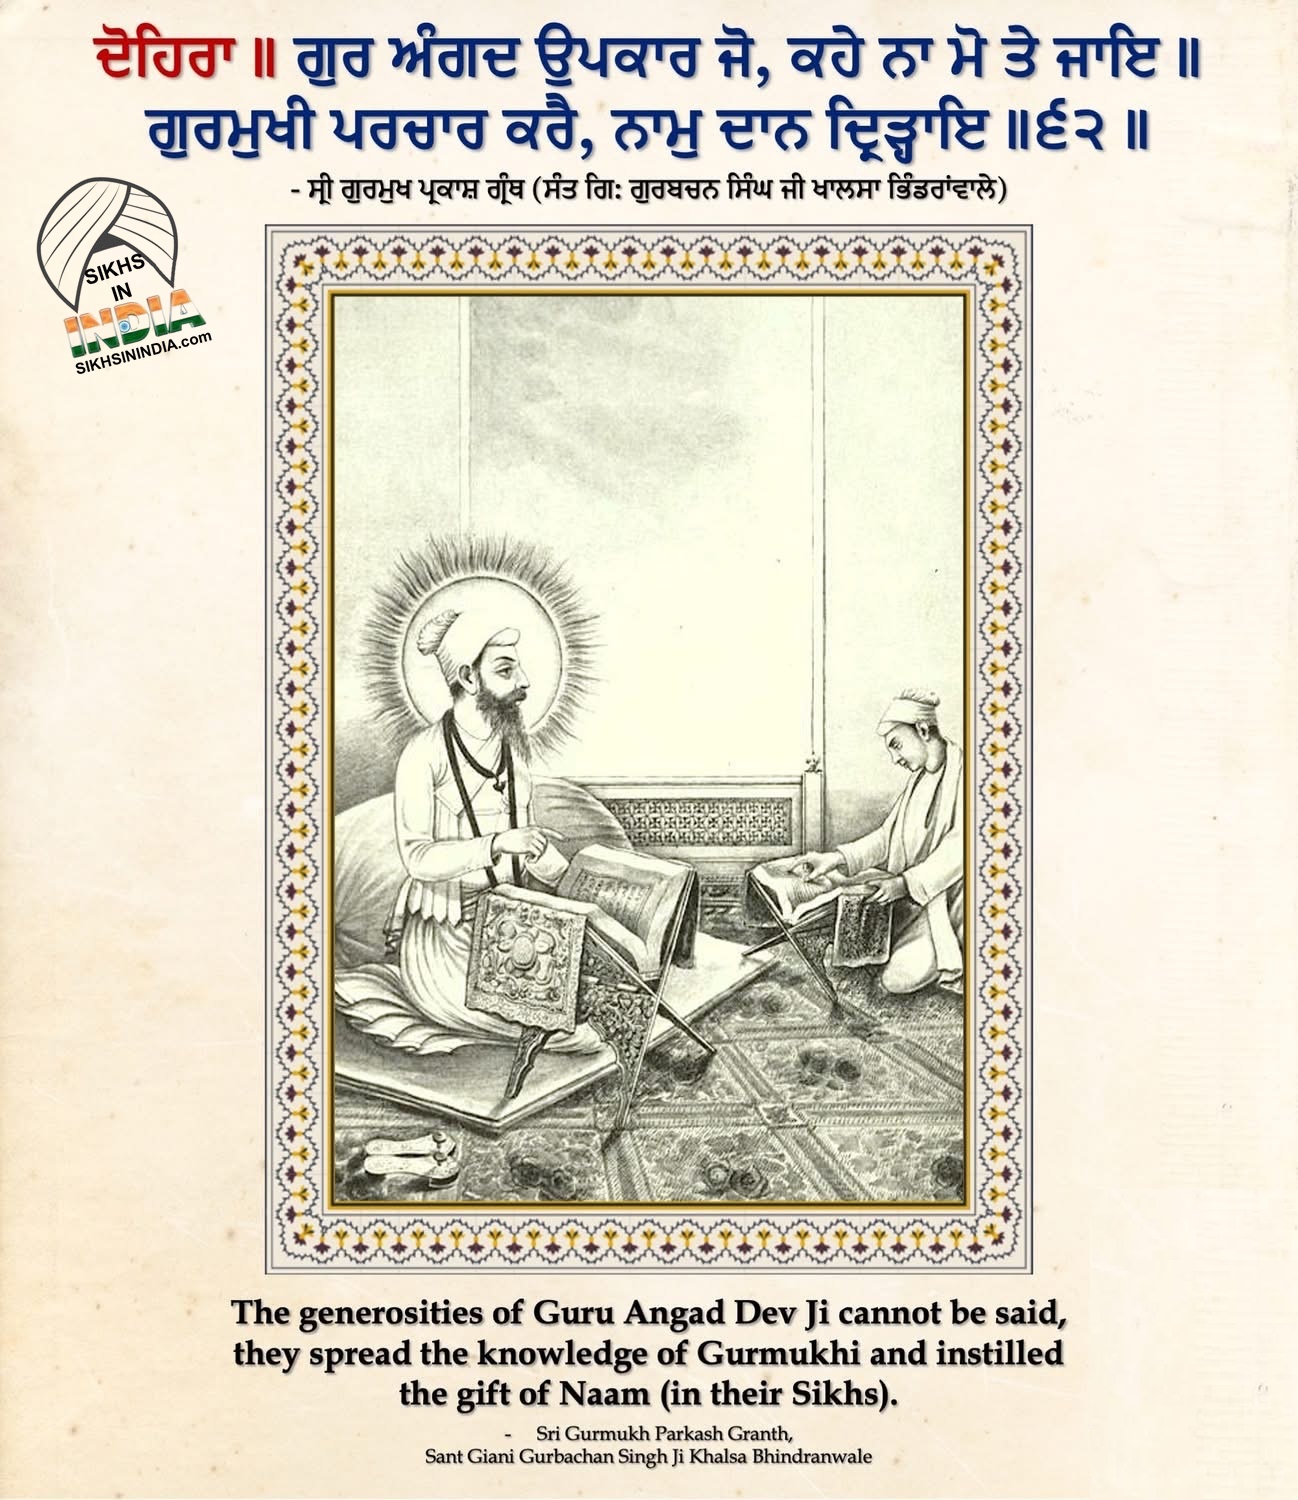 ਦੋਹਿਰਾ ॥ ਗੁਰ ਅੰਗਦ ਉਪਕਾਰ ਜੋ, ਕਹੇ ਨਾ ਮੋ ਤੇ ਜਾਇ ॥
ਗੁਰਮੁਖੀ ਪਰਚਾਰ ਕਰੈ, ਨਾਮੁ ਦਾਨ ਦ੍ਰਿੜ੍ਹਾਇ ॥੬੨ ॥
- ਸ੍ਰੀ ਗੁਰਮੁਖ ਪ੍ਰਕਾਸ਼ ਗ੍ਰੰਥ (ਸੰਤ ਗਿ: ਗੁਰਬਚਨ ਸਿੰਘ ਜੀ ਖਾਲਸਾ ਭਿੰਡਰਾਂਵਾਲੇ)
SIKHS
IN
INDIA
SIKHSININDIA.com
The generosities of Guru Angad Dev Ji cannot be said,
they spread the knowledge of Gurmukhi and instilled
the gift of Naam (in their Sikhs).
- Sri Gurmukh Parkash Granth,
Sant Giani Gurbachan Singh Ji Khalsa Bhindranwale